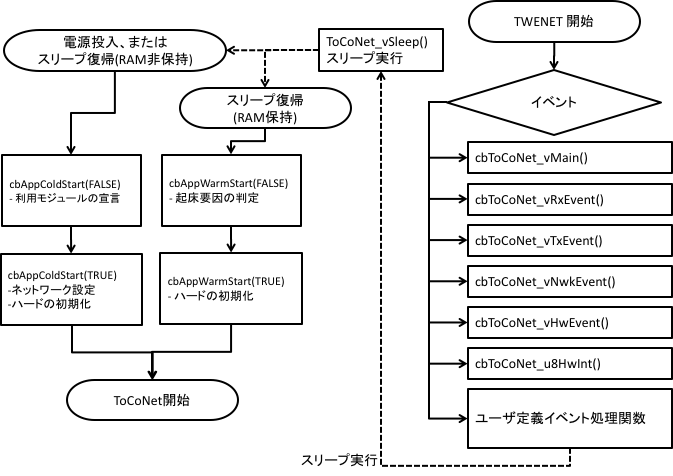 電源投入、または
スリープ復帰(RAM非保持)
スリープ復帰
(RAM保持)
cbAppColdStart(FALSE)
- 利用モジュールの宣言
cbAppWarmStart(FALSE)
- 起床要因の判定
cbAppColdStart(TRUE)
-ネットワーク設定
-ハードの初期化
cbAppWarmStart(TRUE)
- ハードの初期化
ToCoNet開始
ToCoNet_vSleep()
スリープ実行
TWENET 開始
イベント
cbToCoNet_vMain()
cbToCoNet_vRxEvent()
cbToCoNet_vTxEvent()
cbToCoNet_vNwkEvent()
cbToCoNet_vHwEvent()
cbToCoNet_u8HwInt()
ユーザ定義イベント処理関数
スリープ実行